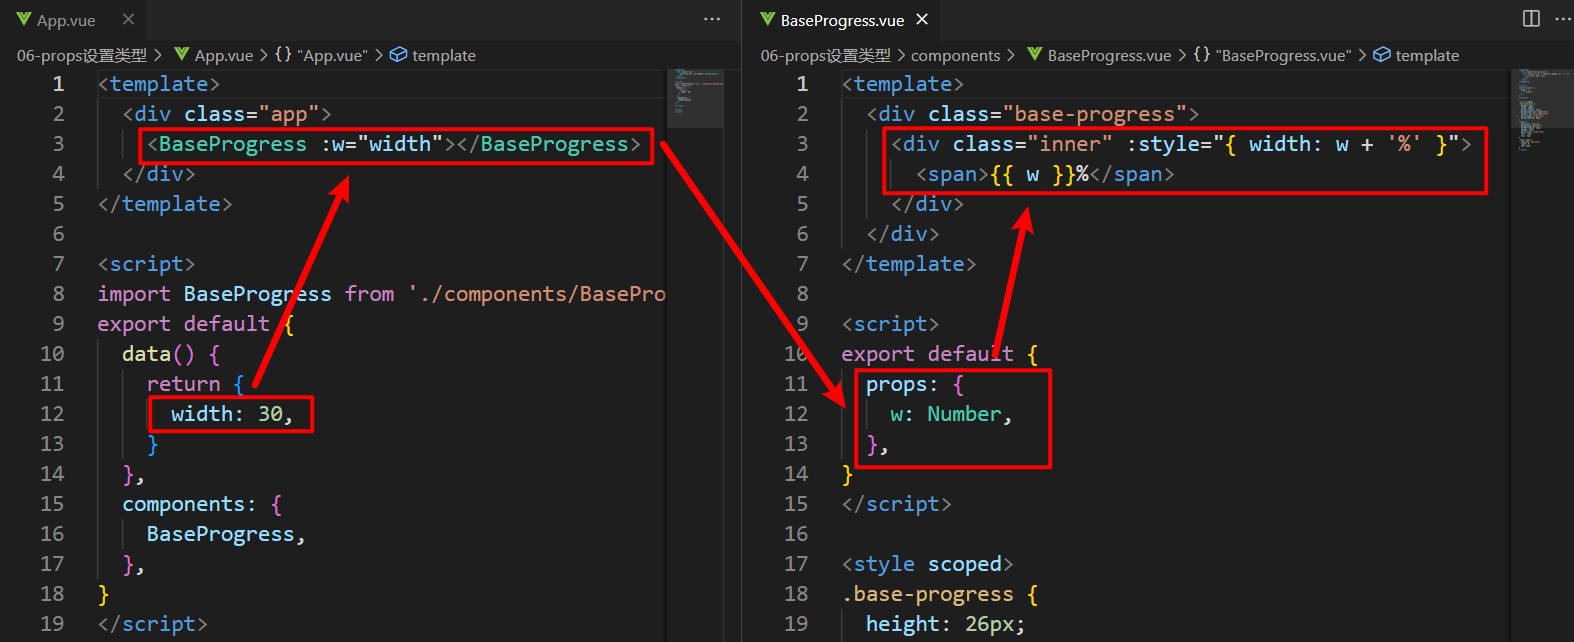 App.vue
06-props设置类型 > App.vue > {} "App.vue" > template
1 <template>
2 <div class="app">
3 <BaseProgress :w="width"></BaseProgress>
4 </div>
5 </template>
6
7 <script>
8 import BaseProgress from './components/BasePro
9 export default {
10 data() {
11 return {
12 width: 30,
13 }
14 },
15 components: {
16 BaseProgress,
17 },
18 }
19 </script>
BaseProgress.vue
06-props设置类型 > components > BaseProgress.vue > {} "BaseProgress.vue" > template
1 <template>
2 <div class="base-progress">
3 <div class="inner" :style="{ width: w + '%' }">
4 <span>{{ w }}%</span>
5 </div>
6 </div>
7 </template>
8
9 <script>
10 export default {
11 props: {
12 w: Number,
13 },
14 }
15 </script>
16
17 <style scoped>
18 .base-progress {
19 height: 26px;